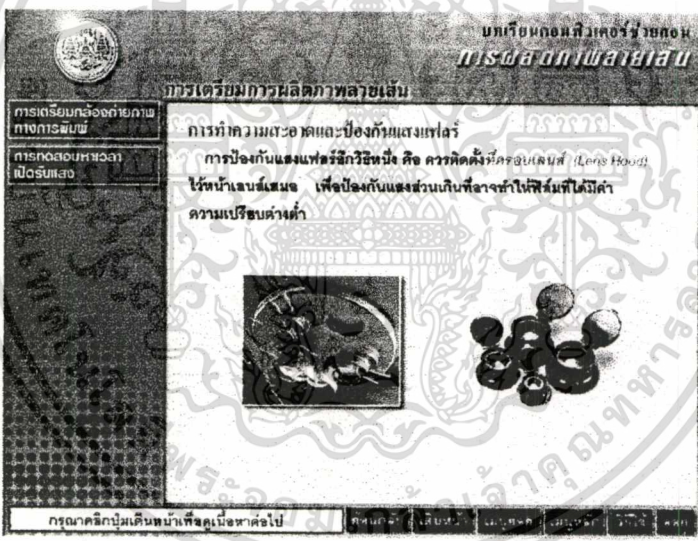 บทเรียนคอมพิวเตอร์ช่วยสอน
การผลิตภาพลายเส้น
การเตรียมการผลิตภาพลายเส้น
การเตรียมกล้องถ่ายภาพ
ทางการพิมพ์
การทดสอบหาเวลา
เปิดรับแสง
การทำความสะอาดและป้องกันแสงแฟลร์
การป้องกันแสงแฟลร์อีกวิธีหนึ่ง คือ ควรติดตั้งที่ครอบเลนส์ (Lens Hood)
ไว้หน้าเลนส์เสมอ เพื่อป้องกันแสงส่วนเกินที่อาจทำให้ฟิล์มที่ได้มีค่า
ความเปรียบต่างต่ำ
กรุณาคลิกปุ่มเดินหน้าเพื่อดูเนื้อหาต่อไป